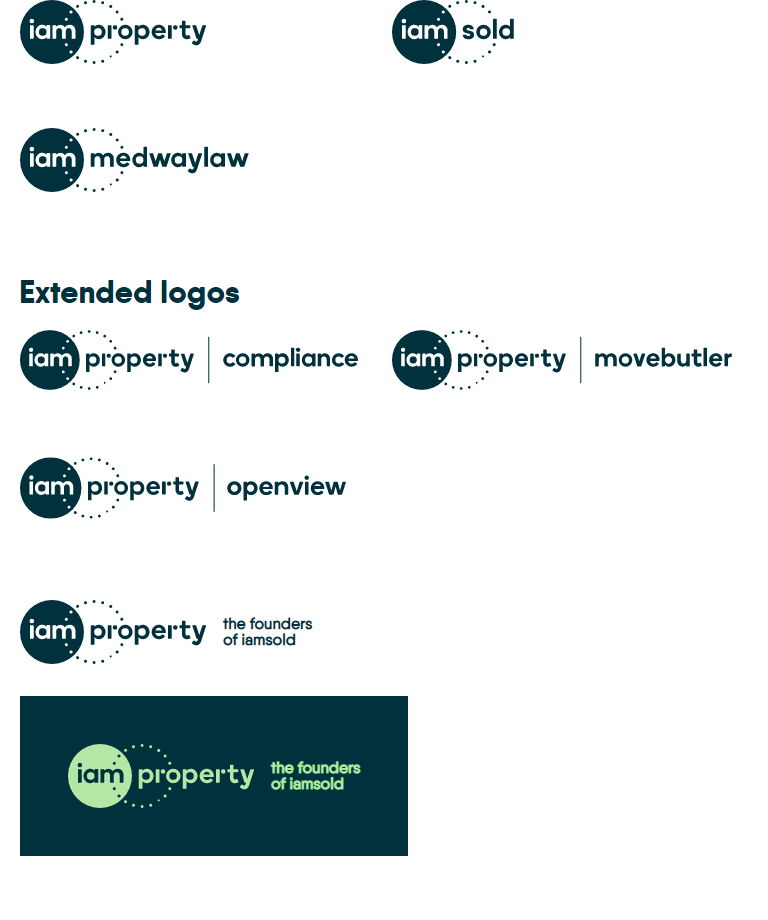 iam property
iam sold
iam medwaylaw
Extended logos
iam property | compliance
iam property | movebutler
iam property | openview
iam property
the founders
of iamsold
iam property
the founders
of iamsold